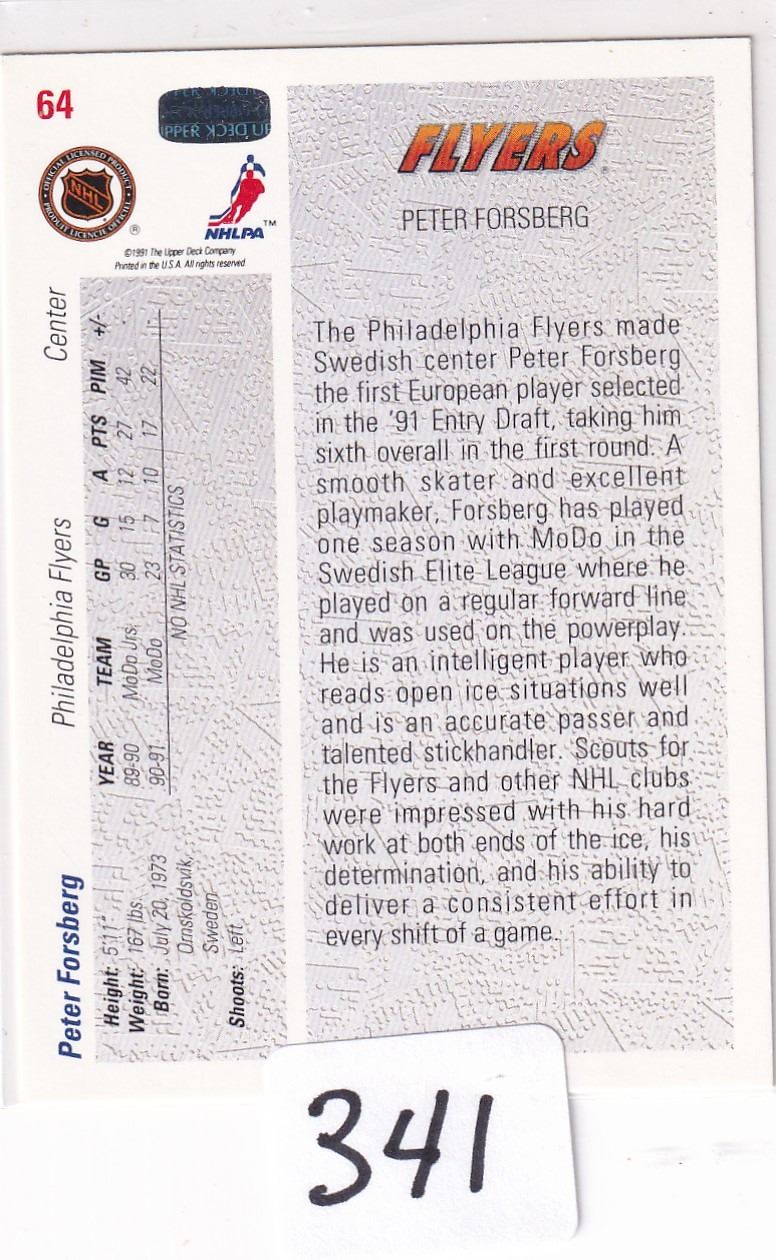 64
UPPER DECK
OFFICIAL LICENSED PRODUCT
NHL
PRODUIT LICENCIE OFFICIEL
®
NHLPA™
©1991 The Upper Deck Company
Printed in the U.S.A. All rights reserved.
Peter Forsberg Philadelphia Flyers Center
Height: 5'11"
Weight: 167 lbs.
Born: July 20, 1973
Ornskoldsvik,
Sweden
Shoots: Left
YEAR TEAM GP G A PTS PIM +/-
89-90 MoDo Jrs. 30 15 12 27 42
90-91 MoDo 23 7 10 17 22
NO NHL STATISTICS
FLYERS
PETER FORSBERG
The Philadelphia Flyers made
Swedish center Peter Forsberg
the first European player selected
in the '91 Entry Draft, taking him
sixth overall in the first round. A
smooth skater and excellent
playmaker, Forsberg has played
one season with MoDo in the
Swedish Elite League where he
played on a regular forward line
and was used on the powerplay.
He is an intelligent player who
reads open ice situations well
and is an accurate passer and
talented stickhandler. Scouts for
the Flyers and other NHL clubs
were impressed with his hard
work at both ends of the ice, his
determination, and his ability to
deliver a consistent effort in
every shift of a game.
341